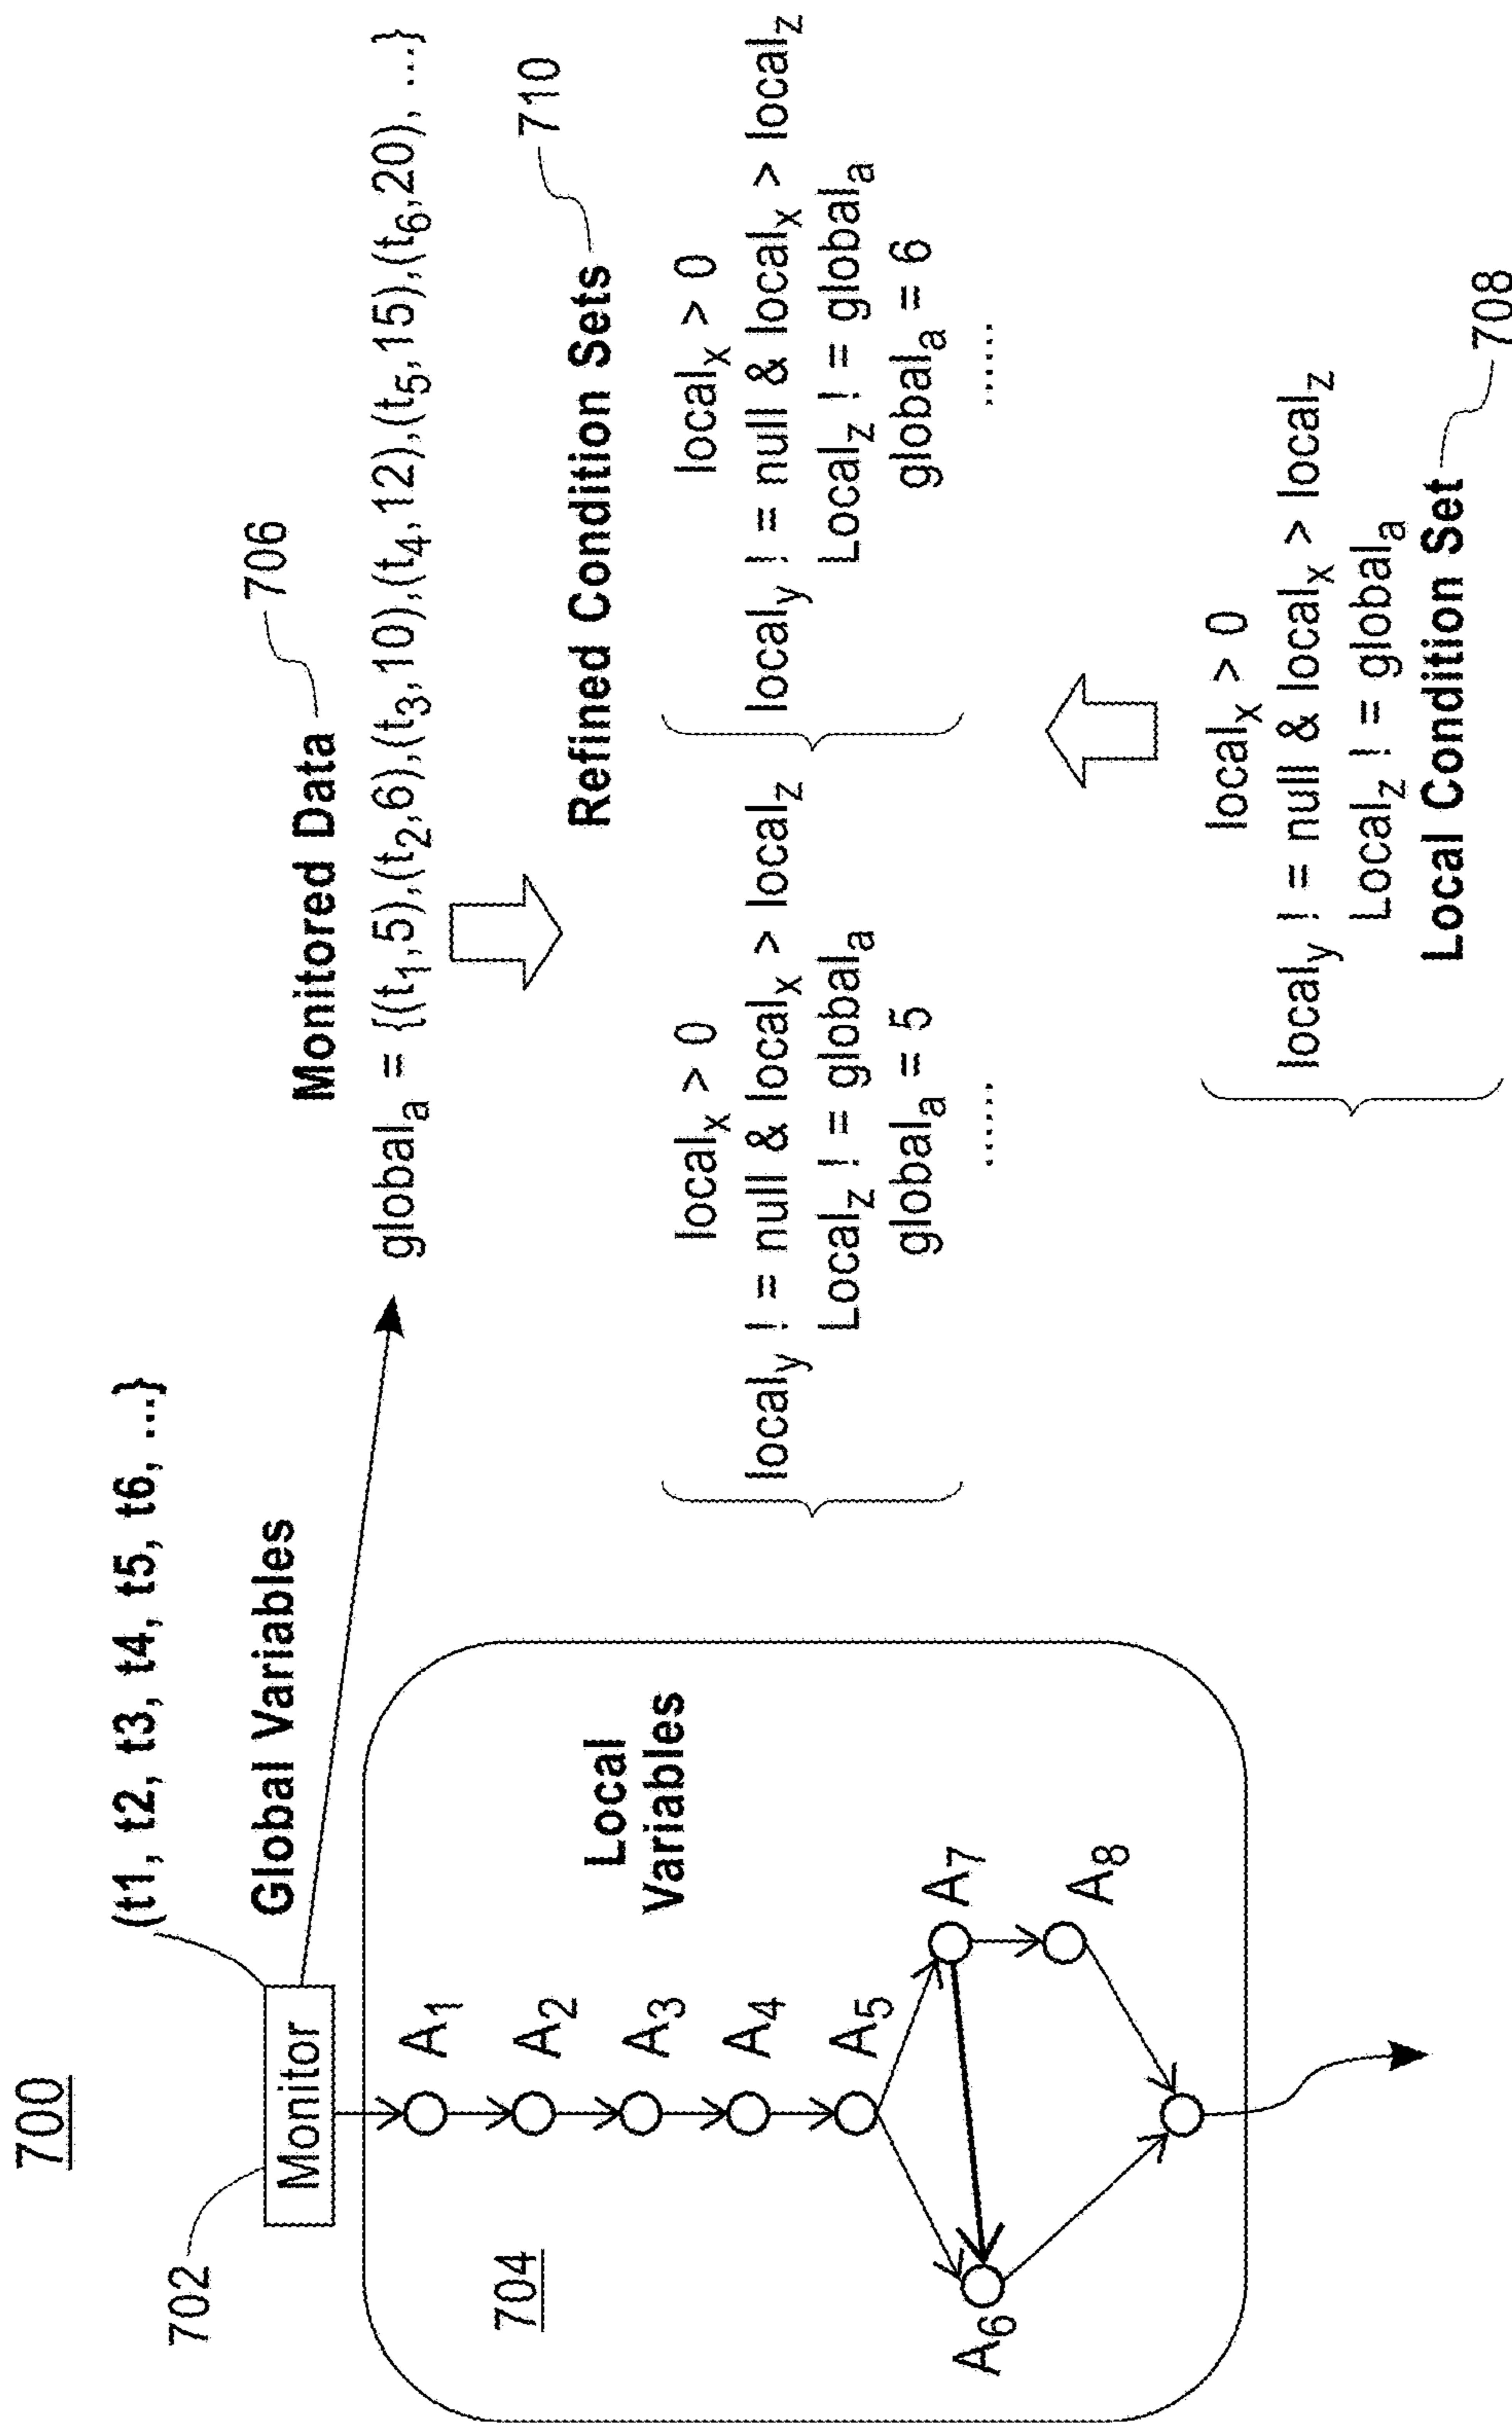 700
702
Monitor
(t1, t2, t3, t4, t5, t6, ...}
Global Variables
704
Local
Variables
A1
A2
A3
A4
A5
A6
A7
A8
Monitored Data
706
globala = {(t1,5),(t2,6),(t3,10),(t4,12),(t5,15),(t6,20), ...}
Refined Condition Sets
710
localx > 0
localy ! = null & localx > localz
Localz ! = globala
globala = 5
......
localx > 0
localy ! = null & localx > localz
Localz ! = globala
globala = 6
......
localx > 0
localy ! = null & localx > localz
Localz ! = globala
Local Condition Set
708